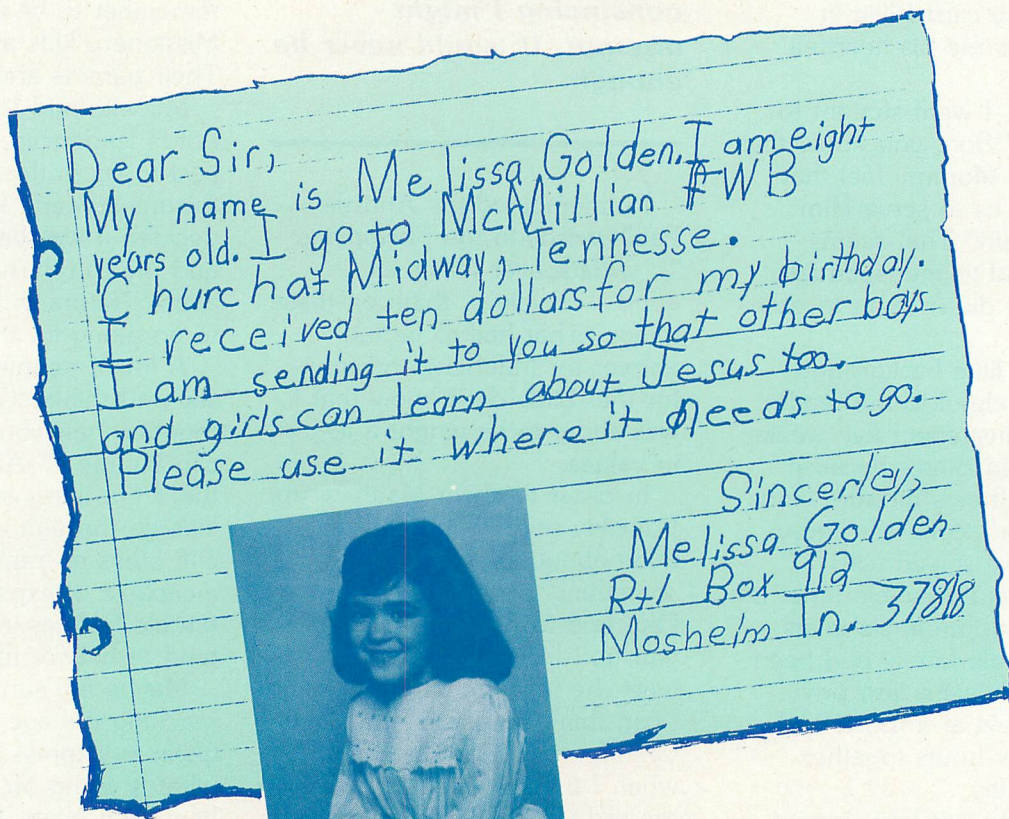 Dear Sir,
My name is Melissa Golden. I am eight
years old. I go to McMillian FWB
Church at Midway, Tennesse.
I received ten dollars for my birthday.
I am sending it to you so that other boys
and girls can learn about Jesus too.
Please use it where it needs to go.
Sincerley,
Melissa Golden
Rt1 Box 912
Mosheim Tn. 37818